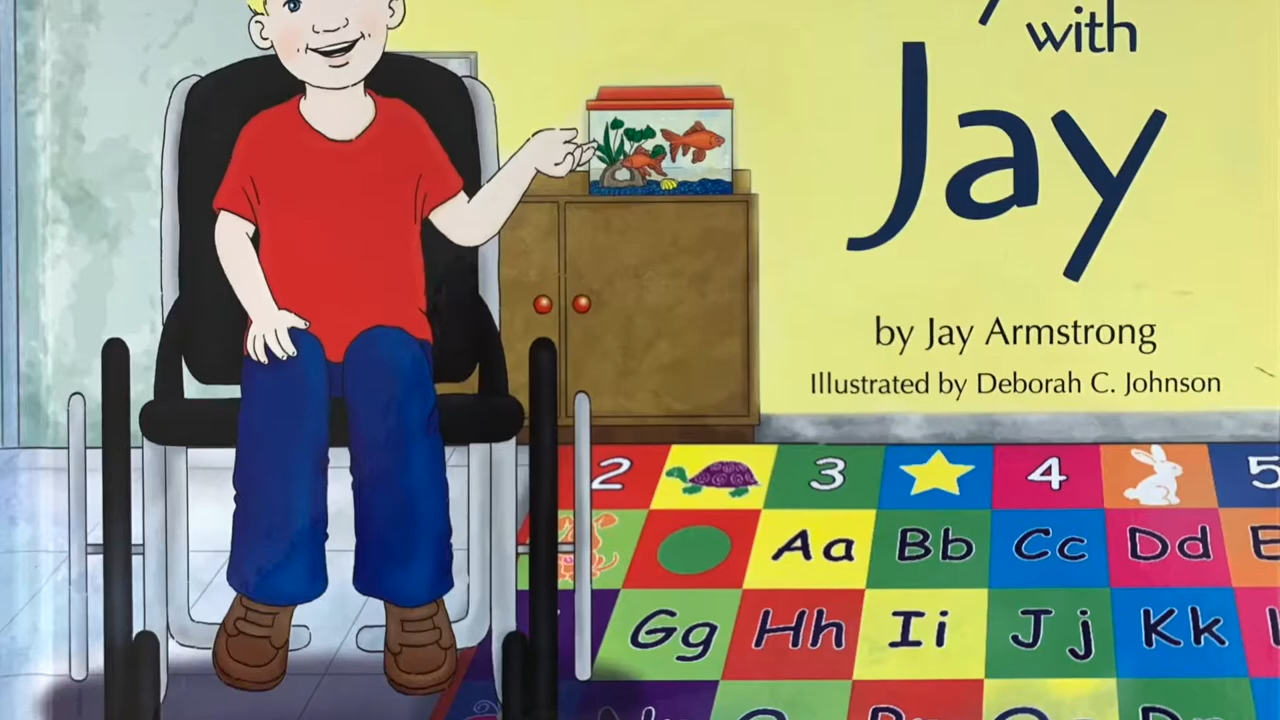 with
Jay
by Jay Armstrong
Illustrated by Deborah C. Johnson
2 3 4 5
Aa Bb Cc Dd E
Gg Hh Ii Jj Kk